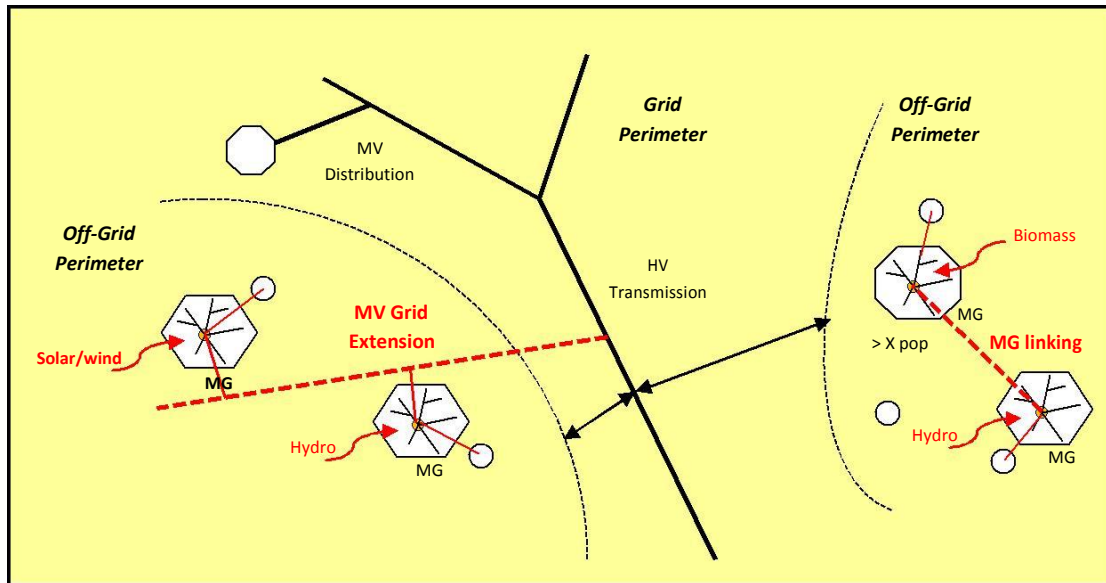 Grid
Perimeter
Off-Grid
Perimeter
MV
Distribution
Off-Grid
Perimeter
Biomass
HV
Transmission
MV Grid
Extension
MG
> X pop
MG linking
Solar/wind
MG
Hydro
MG
Hydro
MG